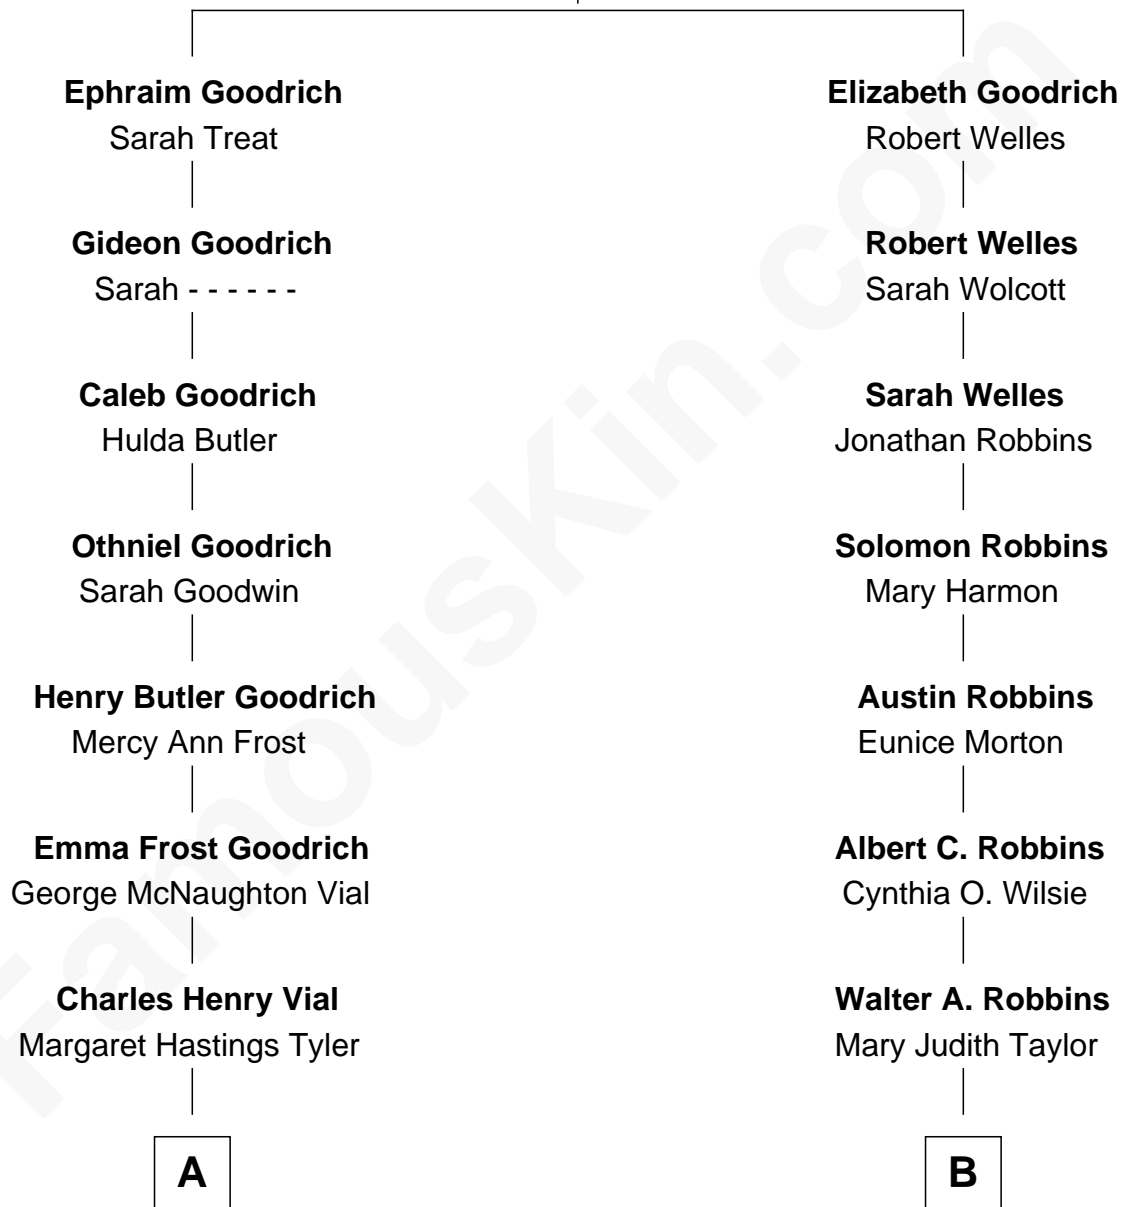 Ephraim Goodrich
Sarah Treat
Gideon Goodrich
Sarah - - - - - -
Caleb Goodrich
Hulda Butler
Othniel Goodrich
Sarah Goodwin
Henry Butler Goodrich
Mercy Ann Frost
Emma Frost Goodrich
George McNaughton Vial
Charles Henry Vial
Margaret Hastings Tyler
A
Elizabeth Goodrich
Robert Welles
Robert Welles
Sarah Wolcott
Sarah Welles
Jonathan Robbins
Solomon Robbins
Mary Harmon
Austin Robbins
Eunice Morton
Albert C. Robbins
Cynthia O. Wilsie
Walter A. Robbins
Mary Judith Taylor
B
FamousKin.com